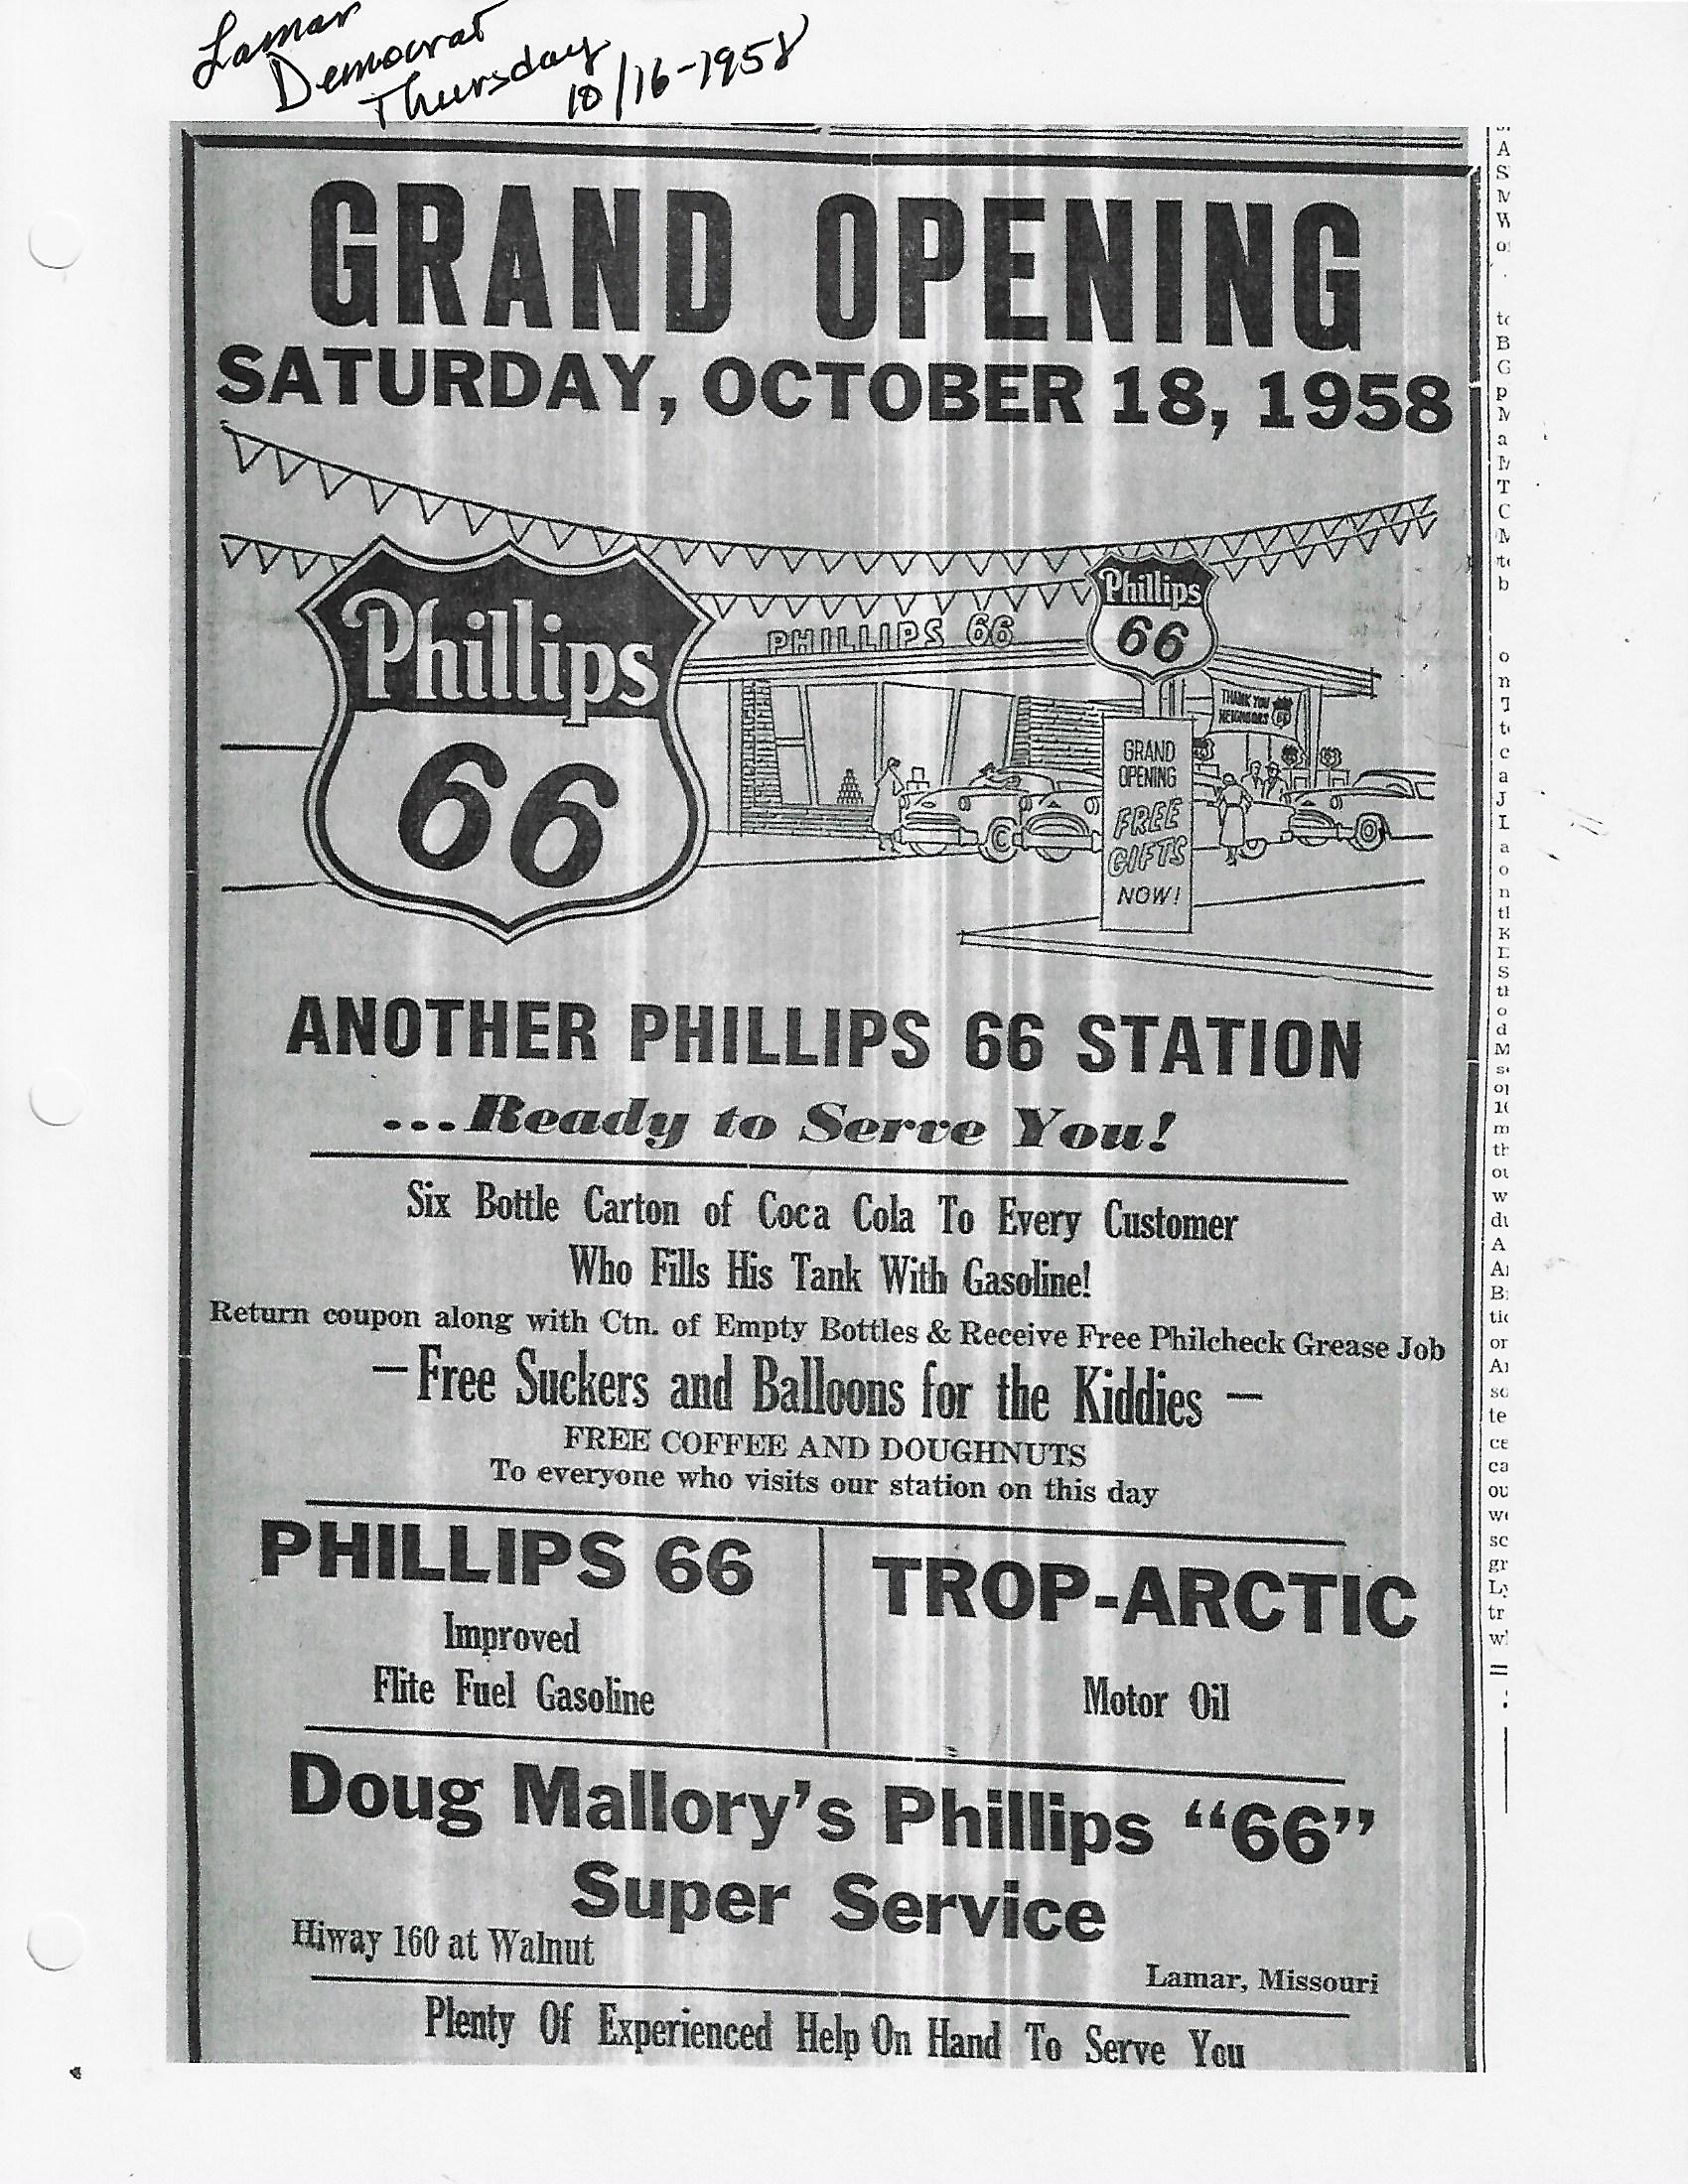 Lamar
Democrat
Thursday
10/16-1958
GRAND OPENING
SATURDAY, OCTOBER 18, 1958
Phillips
66
PHILLIPS 66
Phillips
66
THANK YOU
NEIGHBORS
GRAND
OPENING
FREE
GIFTS
NOW!
ANOTHER PHILLIPS 66 STATION
...Ready to Serve You!
Six Bottle Carton of Coca Cola To Every Customer
Who Fills His Tank With Gasoline!
Return coupon along with Ctn. of Empty Bottles & Receive Free Philcheck Grease Job
— Free Suckers and Balloons for the Kiddies —
FREE COFFEE AND DOUGHNUTS
To everyone who visits our station on this day
PHILLIPS 66
Improved
Flite Fuel Gasoline
TROP-ARCTIC
Motor Oil
Doug Mallory's Phillips "66"
Super Service
Hiway 160 at Walnut
Lamar, Missouri
Plenty Of Experienced Help On Hand To Serve You